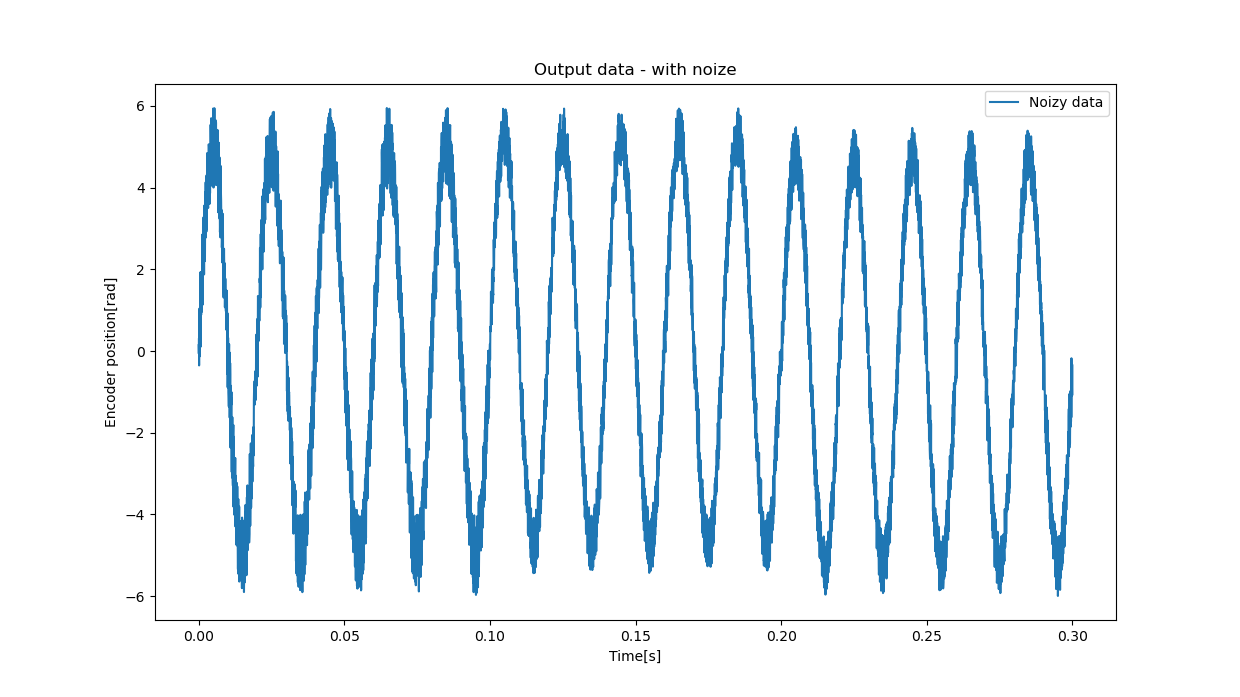 Output data - with noize
Noizy data
6
4
2
0
−2
−4
−6
Encoder position[rad]
0.00 0.05 0.10 0.15 0.20 0.25 0.30
Time[s]